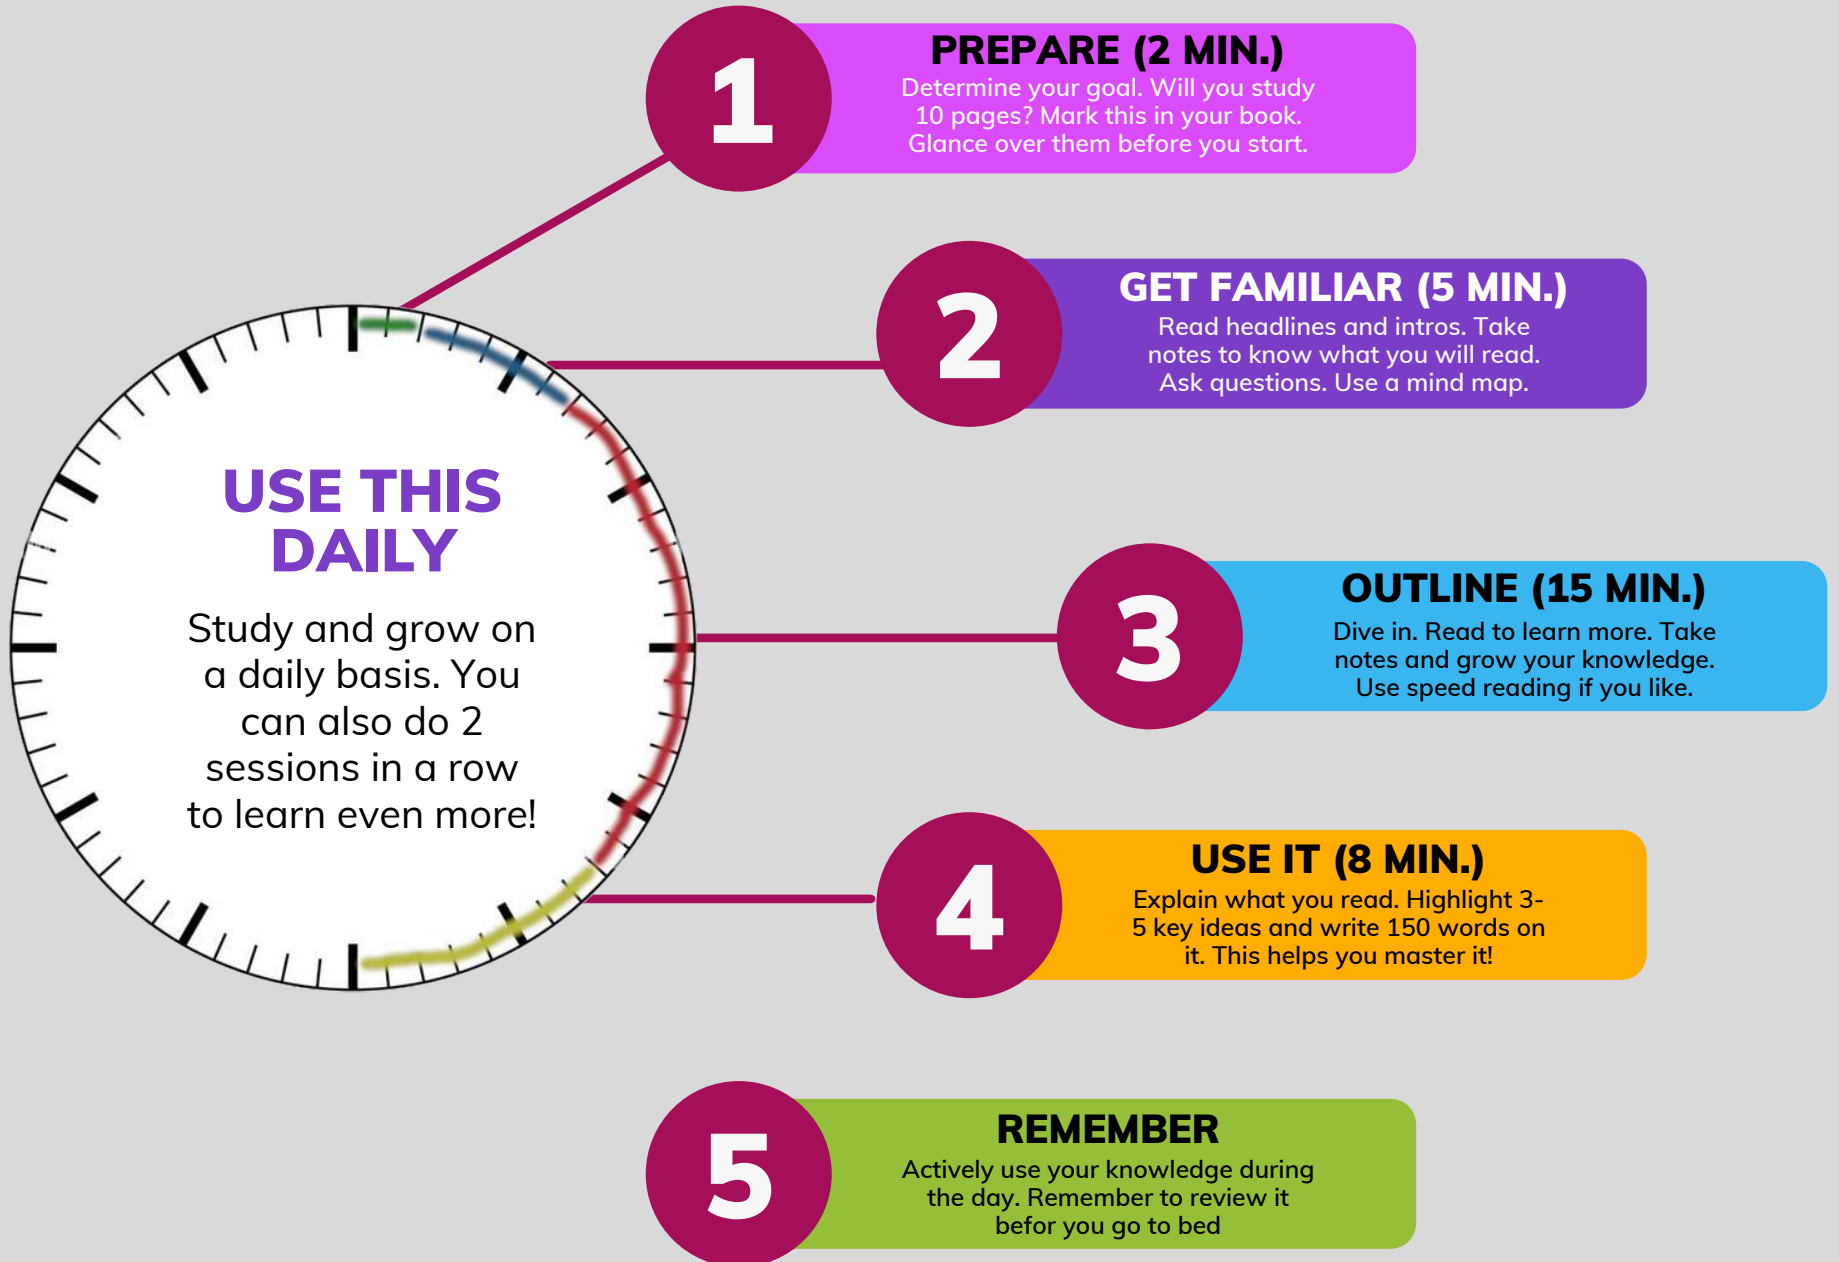 1
PREPARE (2 MIN.)
Determine your goal. Will you study
10 pages? Mark this in your book.
Glance over them before you start.
2
GET FAMILIAR (5 MIN.)
Read headlines and intros. Take
notes to know what you will read.
Ask questions. Use a mind map.
USE THIS
DAILY
Study and grow on
a daily basis. You
can also do 2
sessions in a row
to learn even more!
3
OUTLINE (15 MIN.)
Dive in. Read to learn more. Take
notes and grow your knowledge.
Use speed reading if you like.
4
USE IT (8 MIN.)
Explain what you read. Highlight 3-
5 key ideas and write 150 words on
it. This helps you master it!
5
REMEMBER
Actively use your knowledge during
the day. Remember to review it
befor you go to bed